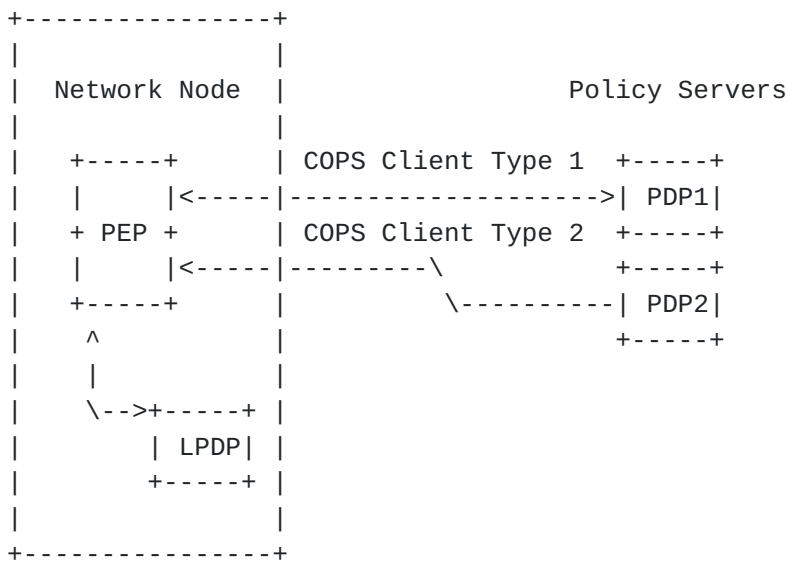 Network Node Policy Servers
COPS Client Type 1
PDP1
PEP COPS Client Type 2
PDP2
LPDP